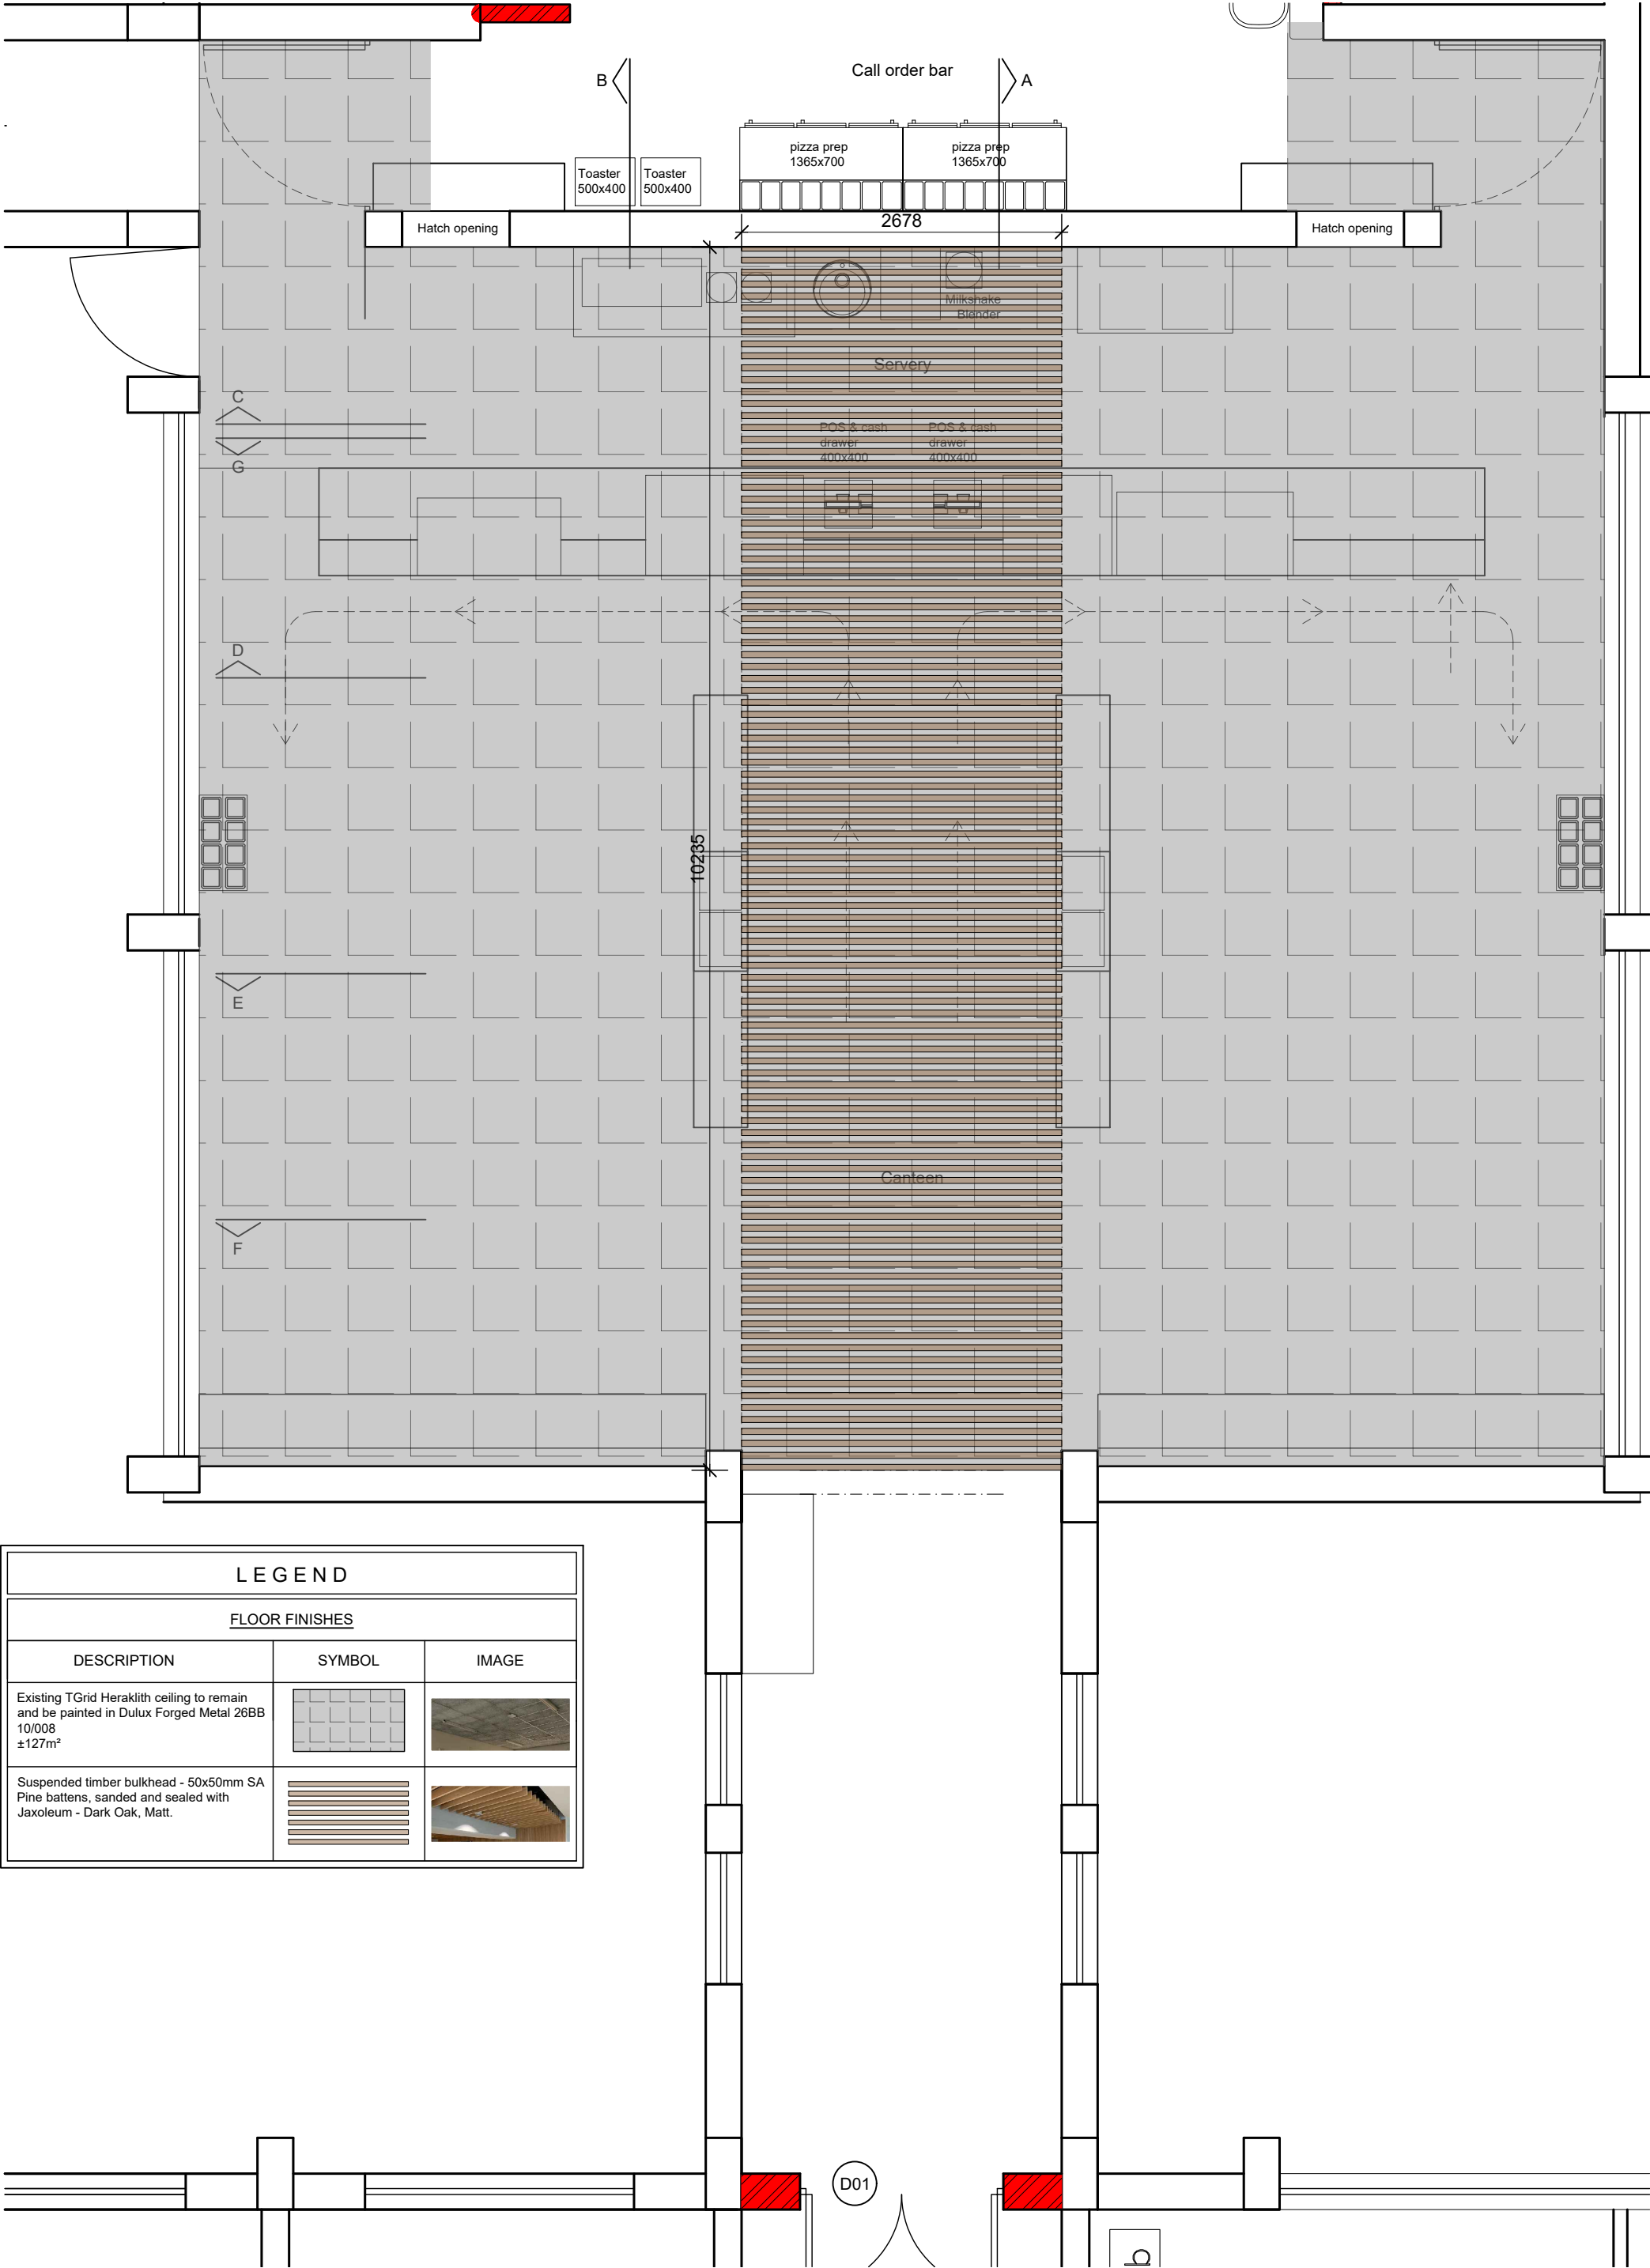 Call order bar
B
A
pizza prep
1365x700
pizza prep
1365x700
Toaster
500x400
Toaster
500x400
Hatch opening
2678
Hatch opening
Milkshake
Blender
Servery
C
G
POS & cash
drawer
400x400
POS & cash
drawer
400x400
D
10235
E
Canteen
F
LEGEND
FLOOR FINISHES
DESCRIPTION
SYMBOL
IMAGE
Existing TGrid Heraklith ceiling to remain
and be painted in Dulux Forged Metal 26BB
10/008
±127m²
Suspended timber bulkhead - 50x50mm SA
Pine battens, sanded and sealed with
Jaxoleum - Dark Oak, Matt.
D01